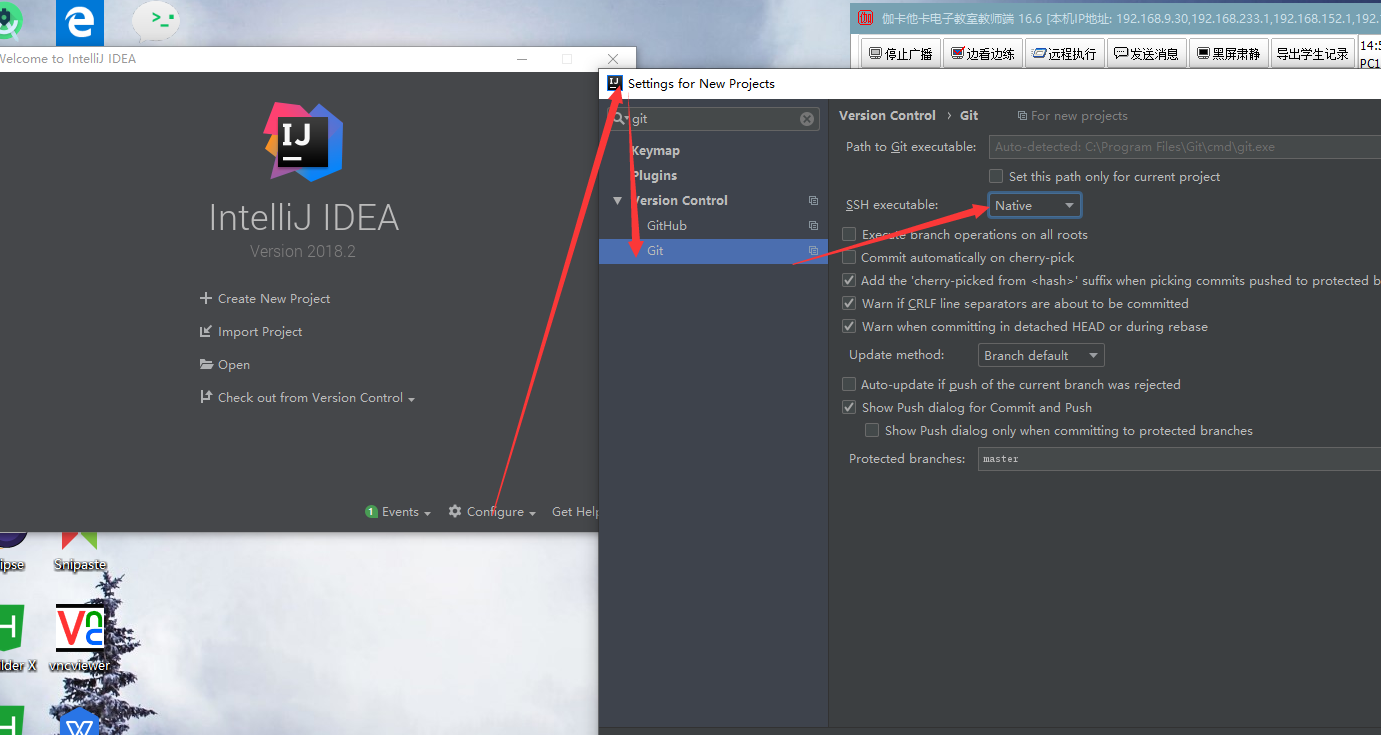 伽卡他卡电子教室教师端 16.6 [本机IP地址: 192.168.9.30,192.168.233.1,192.168.152.1,192.1
停止广播
边看边练
远程执行
发送消息
黑屏肃静
导出学生记录
PC1
Welcome to IntelliJ IDEA
IJ
IntelliJ IDEA
Version 2018.2
Create New Project
Import Project
Open
Check out from Version Control
1 Events
Configure
Get Help
IJ Settings for New Projects
git
Keymap
Plugins
Version Control
GitHub
Git
Version Control › Git
For new projects
Path to Git executable:
Auto-detected: C:\Program Files\Git\cmd\git.exe
Set this path only for current project
SSH executable:
Native
Execute branch operations on all roots
Commit automatically on cherry-pick
Add the 'cherry-picked from <hash>' suffix when picking commits pushed to protected b
Warn if CRLF line separators are about to be committed
Warn when committing in detached HEAD or during rebase
Update method:
Branch default
Auto-update if push of the current branch was rejected
Show Push dialog for Commit and Push
Show Push dialog only when committing to protected branches
Protected branches:
master
ipse
Snipaste
H
VNC
lder X
vncviewer
W